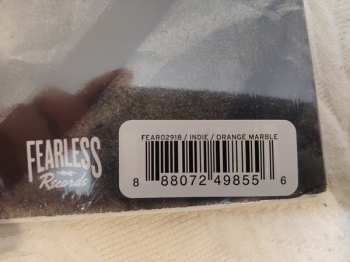 FEAR02918 / INDIE / ORANGE MARBLE
8 88072 49855 6
FEARLESS
Records